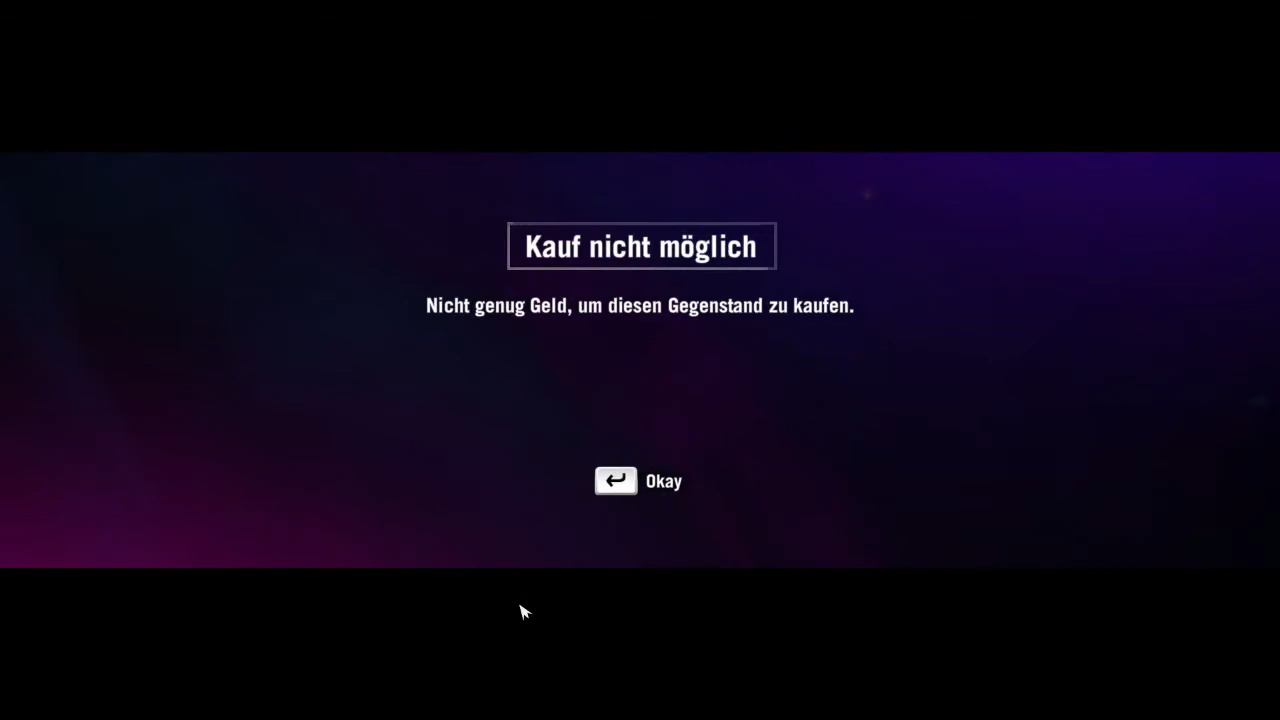 Kauf nicht möglich
Nicht genug Geld, um diesen Gegenstand zu kaufen.
Okay